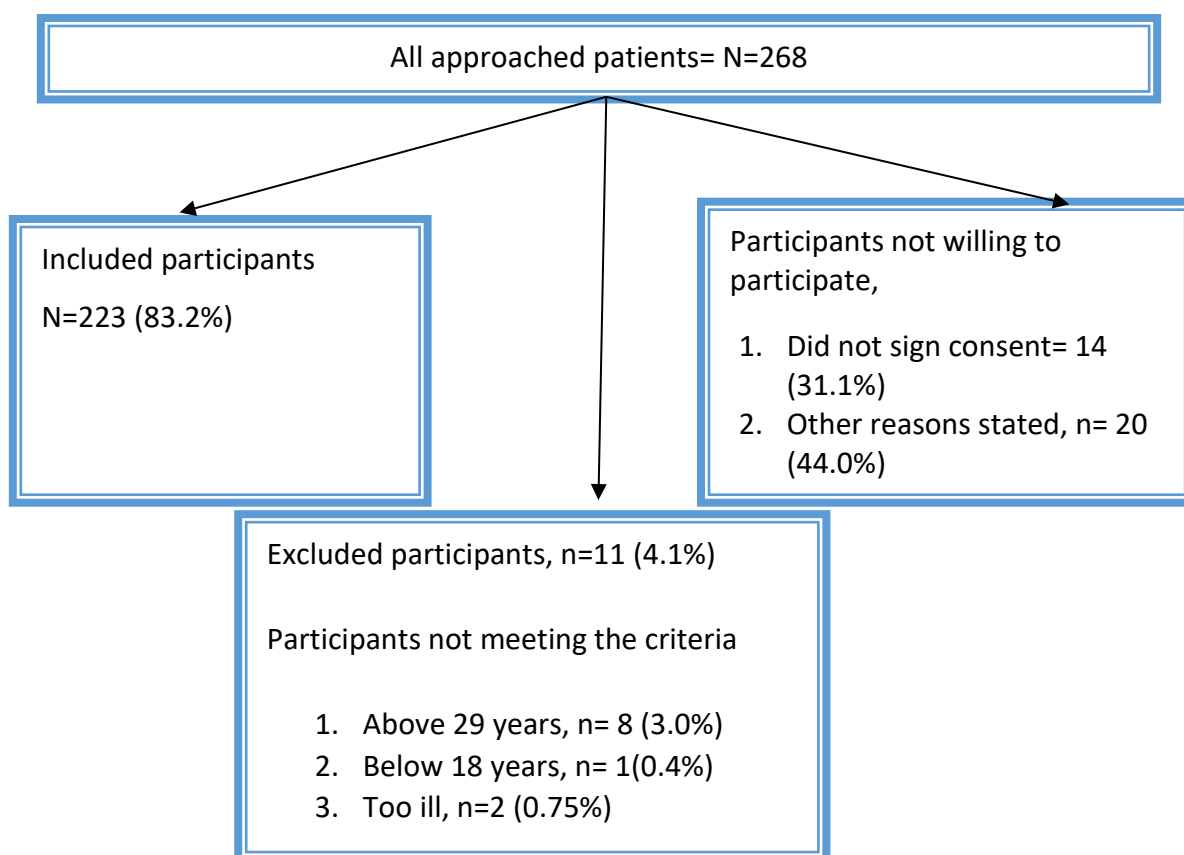 All approached patients= N=268
Included participants
N=223 (83.2%)
Participants not willing to
participate,
1. Did not sign consent= 14
(31.1%)
2. Other reasons stated, n= 20
(44.0%)
Excluded participants, n=11 (4.1%)
Participants not meeting the criteria
1. Above 29 years, n= 8 (3.0%)
2. Below 18 years, n= 1(0.4%)
3. Too ill, n=2 (0.75%)